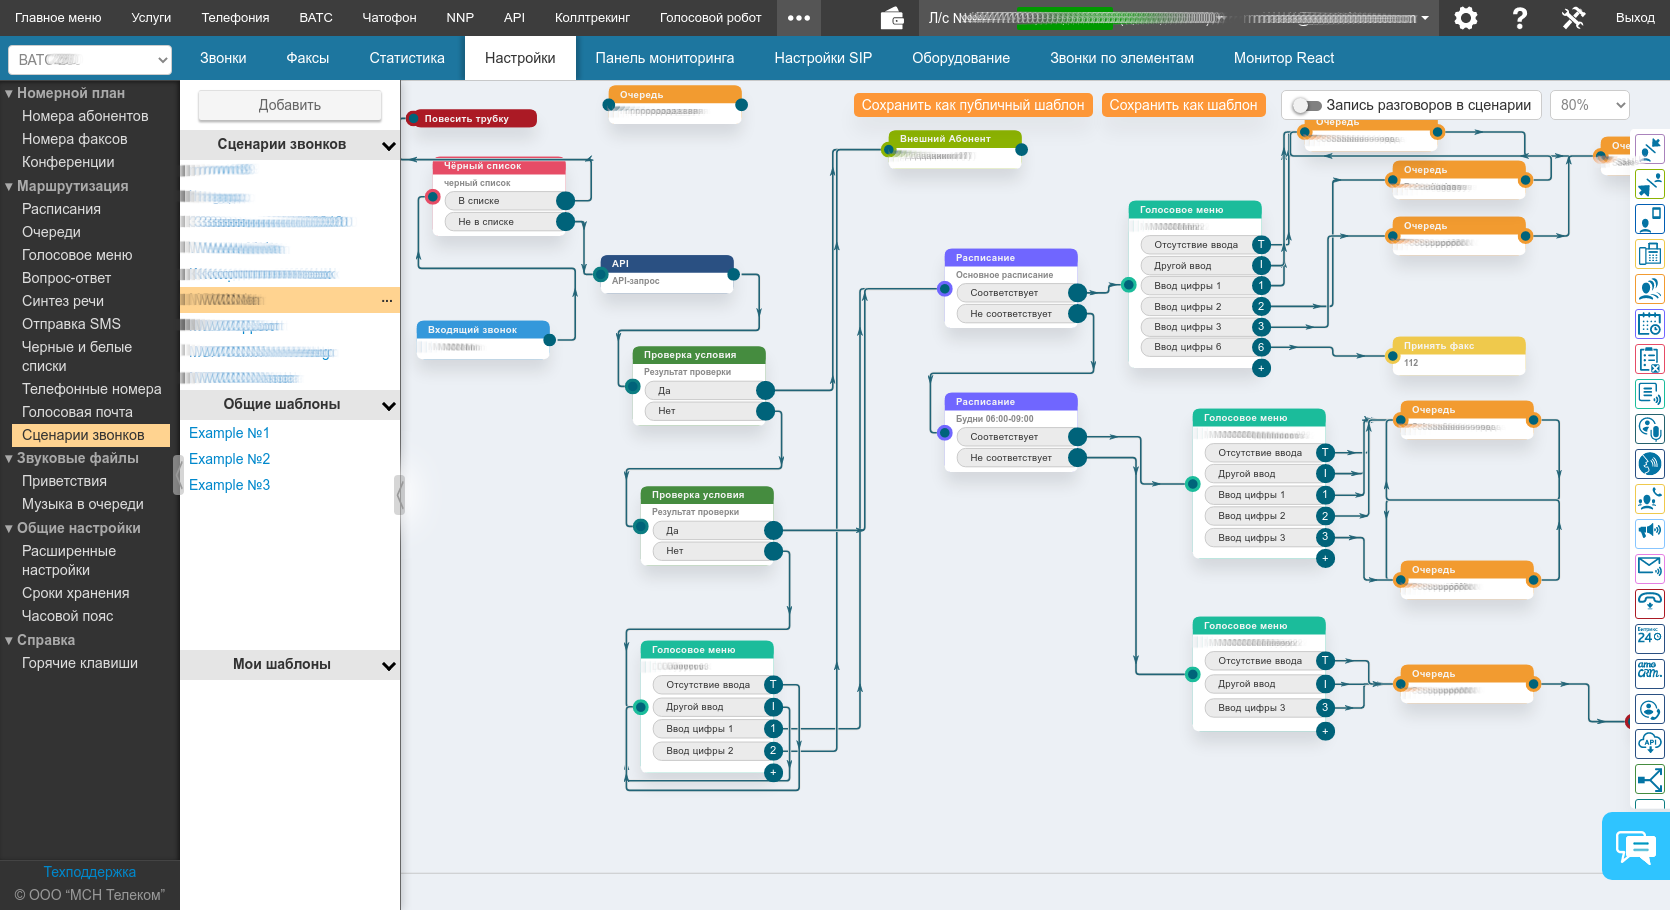 Главное меню
Услуги
Телефония
ВАТС
Чатофон
NNP
API
Коллтрекинг
Голосовой робот
Л/с №
Выход
ВАТС
Звонки
Факсы
Статистика
Настройки
Панель мониторинга
Настройки SIP
Оборудование
Звонки по элементам
Монитор React
▾ Номерной план
Номера абонентов
Номера факсов
Конференции
▾ Маршрутизация
Расписания
Очереди
Голосовое меню
Вопрос-ответ
Синтез речи
Отправка SMS
Черные и белые
списки
Телефонные номера
Голосовая почта
Сценарии звонков
▾ Звуковые файлы
Приветствия
Музыка в очереди
▾ Общие настройки
Расширенные
настройки
Сроки хранения
Часовой пояс
▾ Справка
Горячие клавиши
Техподдержка
© ООО “МСН Телеком”
Добавить
Сценарии звонков
...
Общие шаблоны
Example №1
Example №2
Example №3
Мои шаблоны
Сохранить как публичный шаблон
Сохранить как шаблон
Запись разговоров в сценарии
80%
Повесить трубку
Очередь
Чёрный список
черный список
В списке
Не в списке
API
API-запрос
Входящий звонок
Проверка условия
Результат проверки
Да
Нет
Проверка условия
Результат проверки
Да
Нет
Голосовое меню
Отсутствие ввода T
Другой ввод I
Ввод цифры 1 1
Ввод цифры 2 2
+
Внешний Абонент
Расписание
Основное расписание
Соответствует
Не соответствует
Расписание
Будни 06:00-09:00
Соответствует
Не соответствует
Голосовое меню
Отсутствие ввода T
Другой ввод I
Ввод цифры 1 1
Ввод цифры 2 2
Ввод цифры 3 3
Ввод цифры 6 6
+
Очередь
Очередь
Очередь
Оче
Принять факс
112
Голосовое меню
Отсутствие ввода T
Другой ввод I
Ввод цифры 1 1
Ввод цифры 2 2
Ввод цифры 3 3
+
Очередь
Очередь
Голосовое меню
Отсутствие ввода T
Другой ввод I
Ввод цифры 3 3
+
Очередь
Битрикс
24
amo
CRM.
API